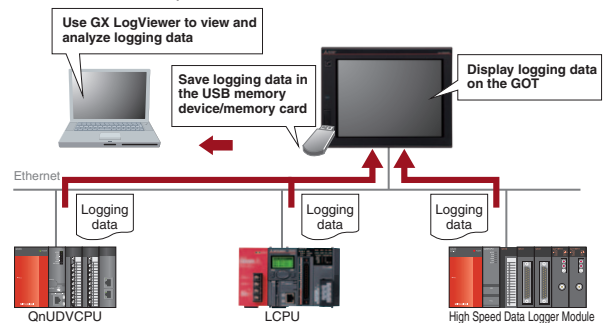 Use GX LogViewer to view and
analyze logging data
Save logging data in
the USB memory
device/memory card
Display logging data
on the GOT
Ethernet
Logging
data
Logging
data
Logging
data
QnUDVCPU
LCPU
High Speed Data Logger Module